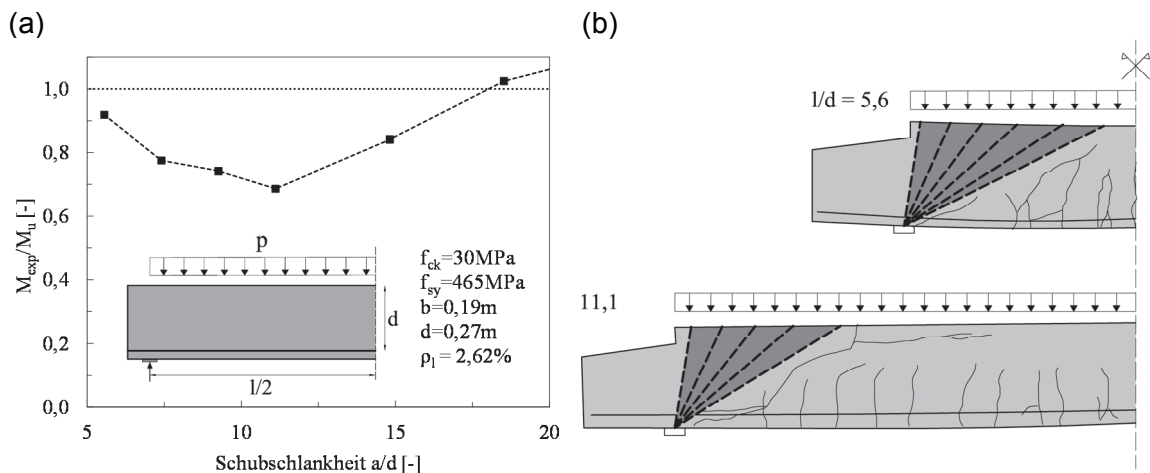 (a)
1,0
0,8
0,6
0,4
0,2
0,0
M_exp/M_u [-]
p
d
l/2
f_ck=30MPa
f_sy=465MPa
b=0,19m
d=0,27m
ρ_l = 2,62%
5
10
15
20
Schubschlankheit a/d [-]
(b)
l/d = 5,6
11,1